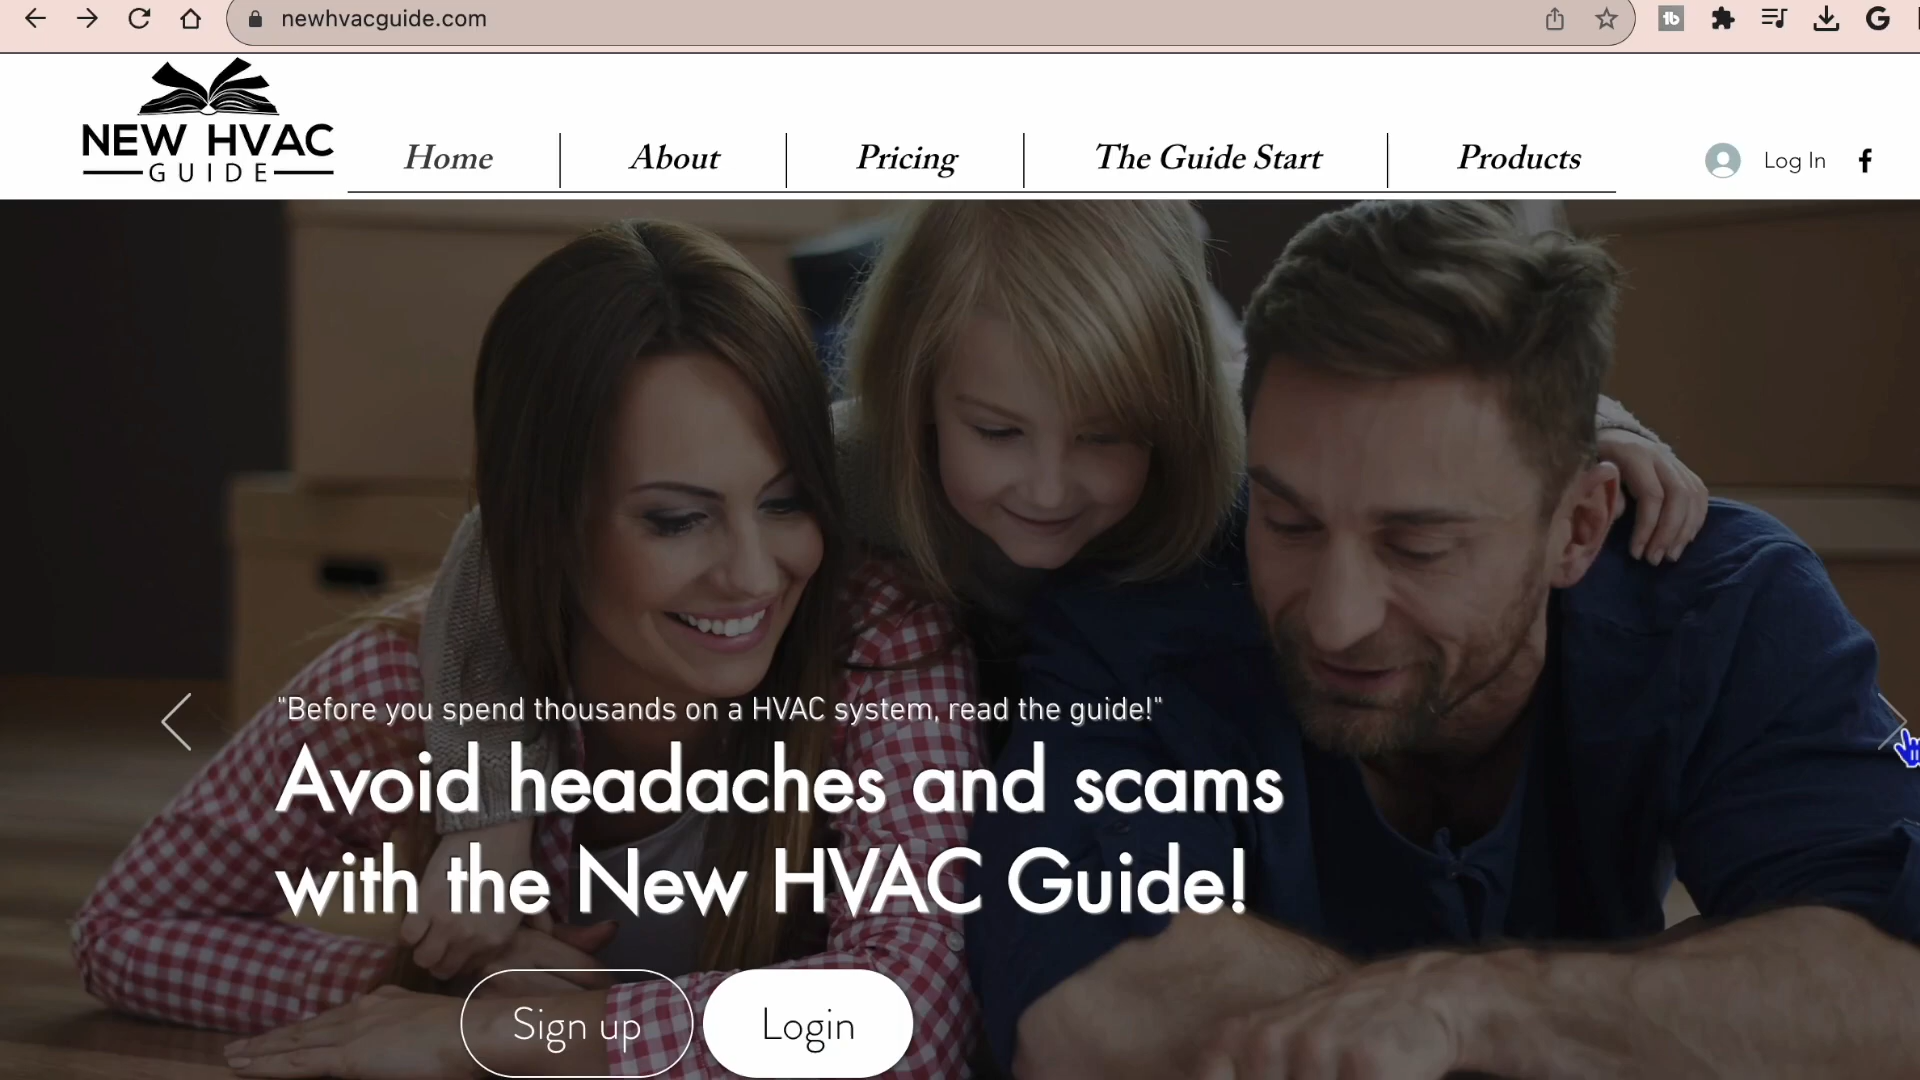 newhvacguide.com
NEW HVAC
GUIDE
Home
About
Pricing
The Guide Start
Products
Log In
"Before you spend thousands on a HVAC system, read the guide!"
Avoid headaches and scams
with the New HVAC Guide!
Sign up
Login